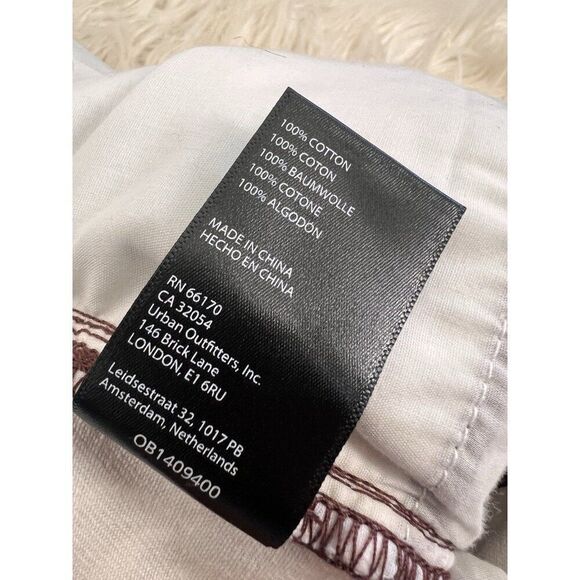 100% COTTON
100% COTON
100% BAUMWOLLE
100% COTONE
100% ALGODÓN
MADE IN CHINA
HECHO EN CHINA
RN 66170
CA 32054
Urban Outfitters, Inc.
146 Brick Lane
LONDON. E1 6RU
Leidsestraat 32, 1017 PB
Amsterdam, Netherlands
OB1409400